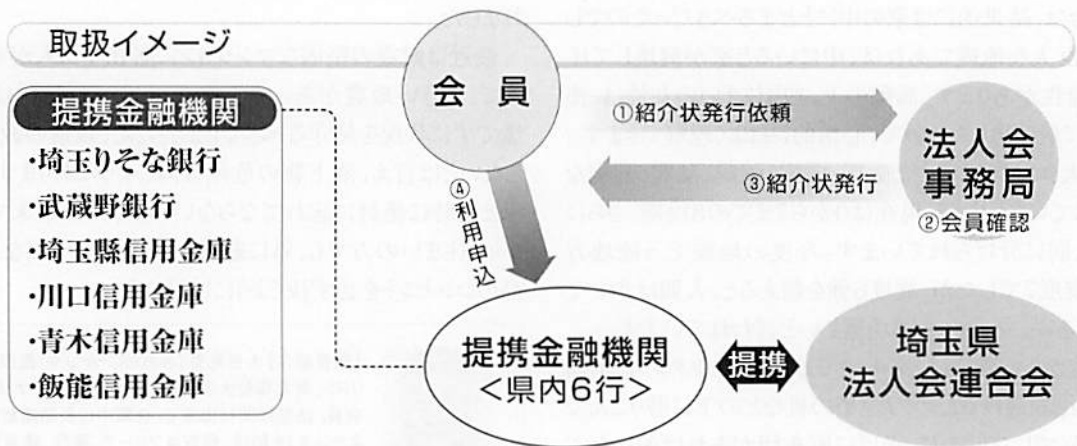 取扱イメージ
提携金融機関
・埼玉りそな銀行
・武蔵野銀行
・埼玉縣信用金庫
・川口信用金庫
・青木信用金庫
・飯能信用金庫
会員
①紹介状発行依頼
③紹介状発行
法人会
事務局
②会員確認
④利用申込
提携金融機関
<県内6行>
提携
埼玉県
法人会連合会